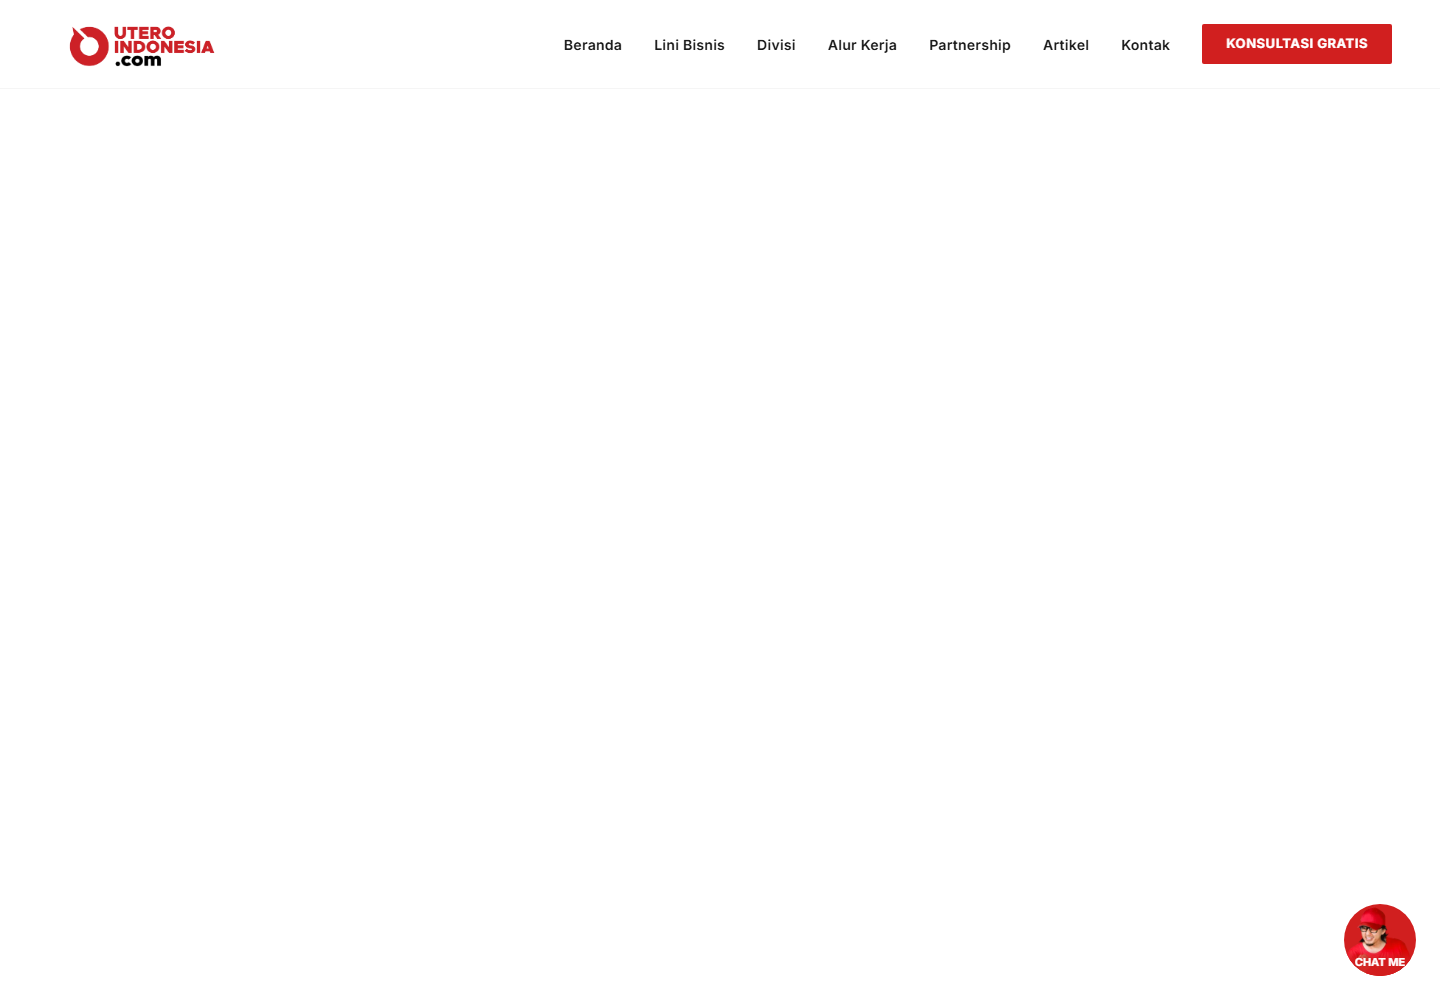 UTERO
INDONESIA
.com
Beranda
Lini Bisnis
Divisi
Alur Kerja
Partnership
Artikel
Kontak
KONSULTASI GRATIS
CHAT ME